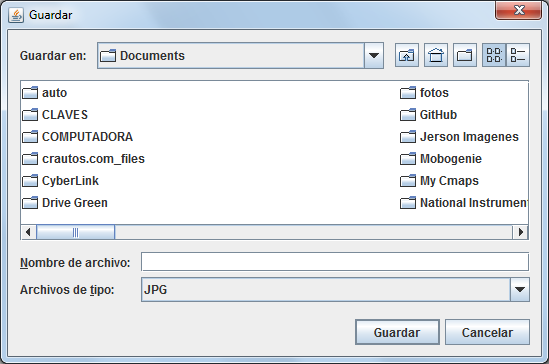 Guardar
Guardar en: Documents
auto
CLAVES
COMPUTADORA
crautos.com_files
CyberLink
Drive Green
fotos
GitHub
Jerson Imagenes
Mobogenie
My Cmaps
National Instrument
Nombre de archivo:
Archivos de tipo: JPG
Guardar Cancelar